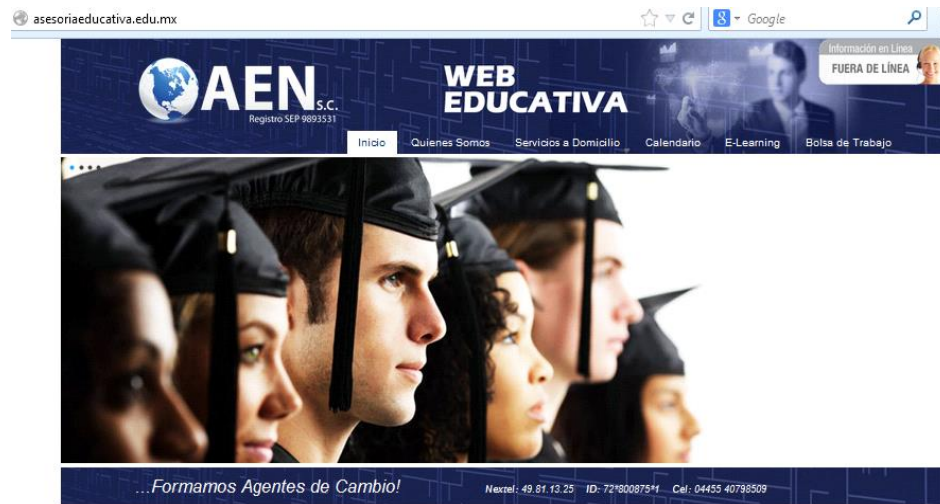 asesoriaeducativa.edu.mx
Google
AEN S.C.
Registro SEP 9893531
WEB
EDUCATIVA
Información en Linea
FUERA DE LÍNEA
Inicio Quienes Somos Servicios a Domicilio Calendario E-Learning Bolsa de Trabajo
...Formamos Agentes de Cambio! Nextel: 49.81.13.25 ID: 72*800875*1 Cel: 04455 40798509